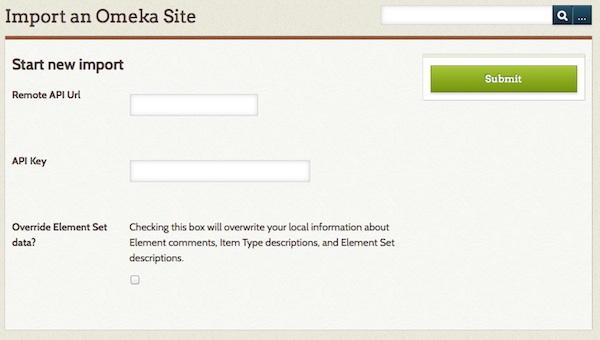 Import an Omeka Site
...
Start new import
Submit
Remote API Url
API Key
Override Element Set
data?
Checking this box will overwrite your local information about
Element comments, Item Type descriptions, and Element Set
descriptions.